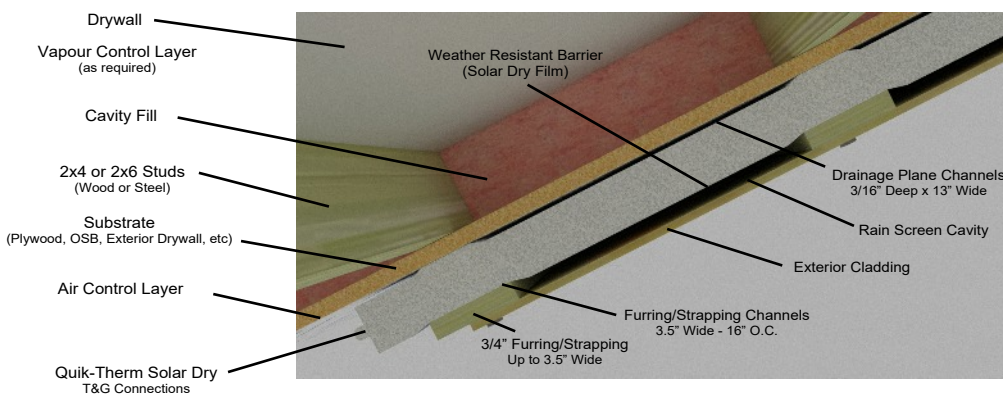 Drywall
Vapour Control Layer
(as required)
Cavity Fill
2x4 or 2x6 Studs
(Wood or Steel)
Substrate
(Plywood, OSB, Exterior Drywall, etc)
Air Control Layer
Quik-Therm Solar Dry
T&G Connections
Weather Resistant Barrier
(Solar Dry Film)
Drainage Plane Channels
3/16” Deep x 13” Wide
Rain Screen Cavity
Exterior Cladding
Furring/Strapping Channels
3.5” Wide - 16” O.C.
3/4” Furring/Strapping
Up to 3.5” Wide